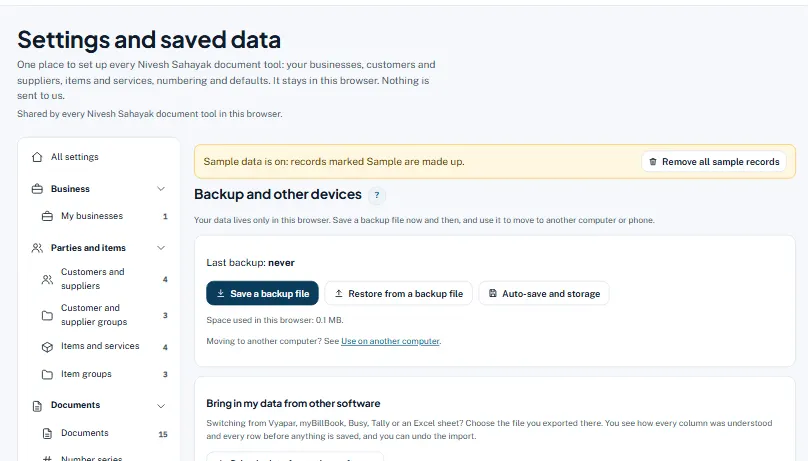 Settings and saved data
One place to set up every Nivesh Sahayak document tool: your businesses, customers and
suppliers, items and services, numbering and defaults. It stays in this browser. Nothing is
sent to us.
Shared by every Nivesh Sahayak document tool in this browser.
All settings
Business
My businesses 1
Parties and items
Customers and
suppliers 4
Customer and
supplier groups 3
Items and services 4
Item groups 3
Documents
Documents 15
Number series
Sample data is on: records marked Sample are made up.
Remove all sample records
Backup and other devices ?
Your data lives only in this browser. Save a backup file now and then, and use it to move to another computer or phone.
Last backup: never
Save a backup file
Restore from a backup file
Auto-save and storage
Space used in this browser: 0.1 MB.
Moving to another computer? See Use on another computer.
Bring in my data from other software
Switching from Vyapar, myBillBook, Busy, Tally or an Excel sheet? Choose the file you exported there. You see how every column was understood
and every row before anything is saved, and you can undo the import.